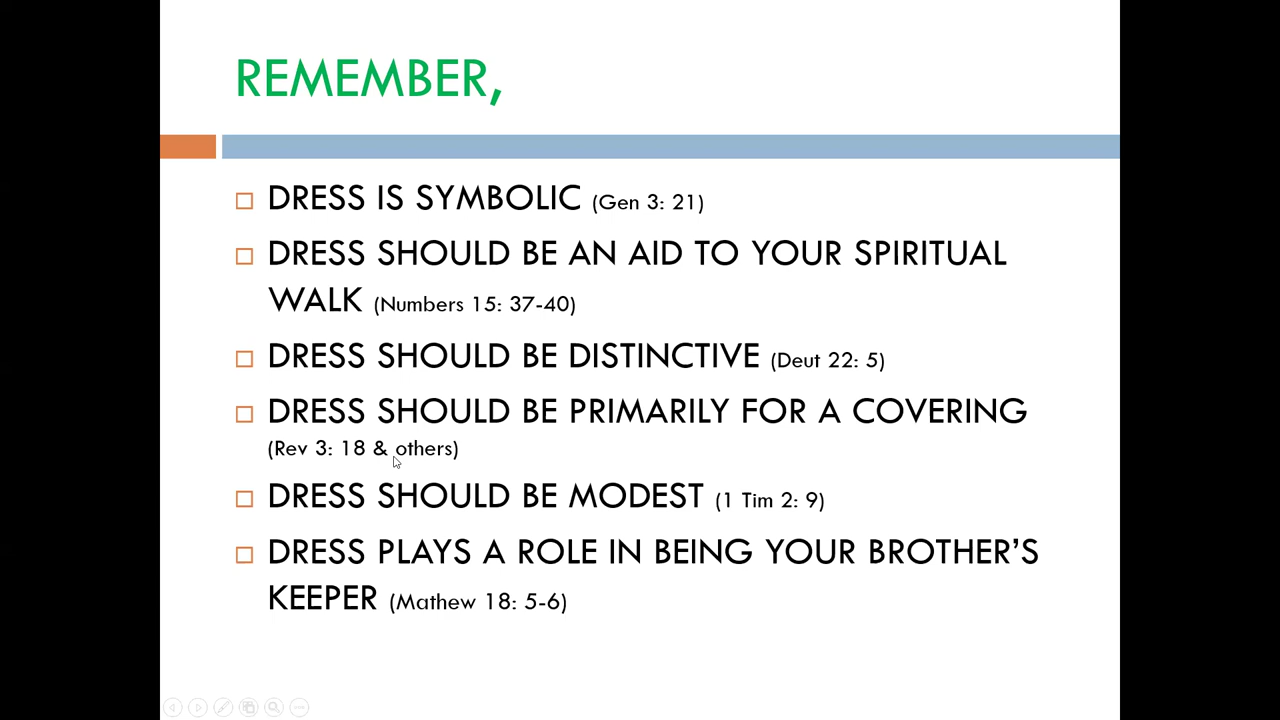 REMEMBER,
DRESS IS SYMBOLIC (Gen 3: 21)
DRESS SHOULD BE AN AID TO YOUR SPIRITUAL
WALK (Numbers 15: 37-40)
DRESS SHOULD BE DISTINCTIVE (Deut 22: 5)
DRESS SHOULD BE PRIMARILY FOR A COVERING
(Rev 3: 18 & others)
DRESS SHOULD BE MODEST (1 Tim 2: 9)
DRESS PLAYS A ROLE IN BEING YOUR BROTHER’S
KEEPER (Mathew 18: 5-6)